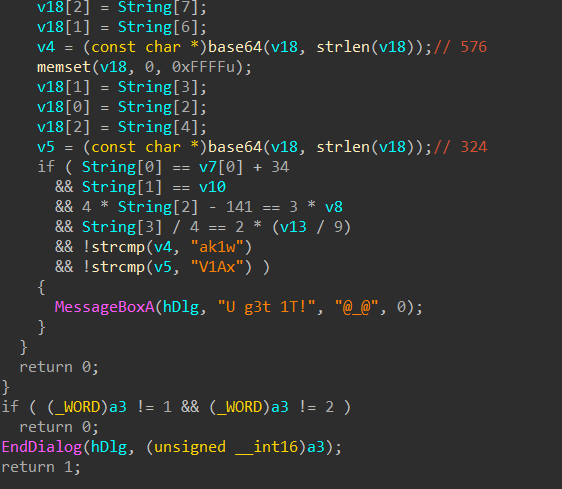 v18[2] = String[7];
v18[1] = String[6];
v4 = (const char *)base64(v18, strlen(v18));// 576
memset(v18, 0, 0xFFFFu);
v18[1] = String[3];
v18[0] = String[2];
v18[2] = String[4];
v5 = (const char *)base64(v18, strlen(v18));// 324
if ( String[0] == v7[0] + 34
&& String[1] == v10
&& 4 * String[2] - 141 == 3 * v8
&& String[3] / 4 == 2 * (v13 / 9)
&& !strcmp(v4, "ak1w")
&& !strcmp(v5, "V1Ax") )
{
MessageBoxA(hDlg, "U g3t 1T!", "@_@", 0);
}
}
return 0;
}
if ( (_WORD)a3 != 1 && (_WORD)a3 != 2 )
return 0;
EndDialog(hDlg, (unsigned __int16)a3);
return 1;